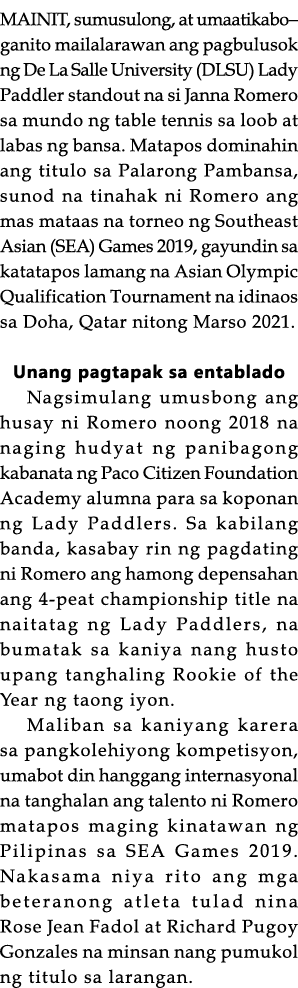 MAINIT, sumusulong, at umaatikabo–
ganito mailalarawan ang pagbulusok
ng De La Salle University (DLSU) Lady
Paddler standout na si Janna Romero
sa mundo ng table tennis sa loob at
labas ng bansa. Matapos dominahin
ang titulo sa Palarong Pambansa,
sunod na tinahak ni Romero ang
mas mataas na torneo ng Southeast
Asian (SEA) Games 2019, gayundin sa
katatapos lamang na Asian Olympic
Qualification Tournament na idinaos
sa Doha, Qatar nitong Marso 2021.
Unang pagtapak sa entablado
Nagsimulang umusbong ang
husay ni Romero noong 2018 na
naging hudyat ng panibagong
kabanata ng Paco Citizen Foundation
Academy alumna para sa koponan
ng Lady Paddlers. Sa kabilang
banda, kasabay rin ng pagdating
ni Romero ang hamong depensahan
ang 4-peat championship title na
naitatag ng Lady Paddlers, na
bumatak sa kaniya nang husto
upang tanghaling Rookie of the
Year ng taong iyon.
Maliban sa kaniyang karera
sa pangkolehiyong kompetisyon,
umabot din hanggang internasyonal
na tanghalan ang talento ni Romero
matapos maging kinatawan ng
Pilipinas sa SEA Games 2019.
Nakasama niya rito ang mga
beteranong atleta tulad nina
Rose Jean Fadol at Richard Pugoy
Gonzales na minsan nang pumukol
ng titulo sa larangan.